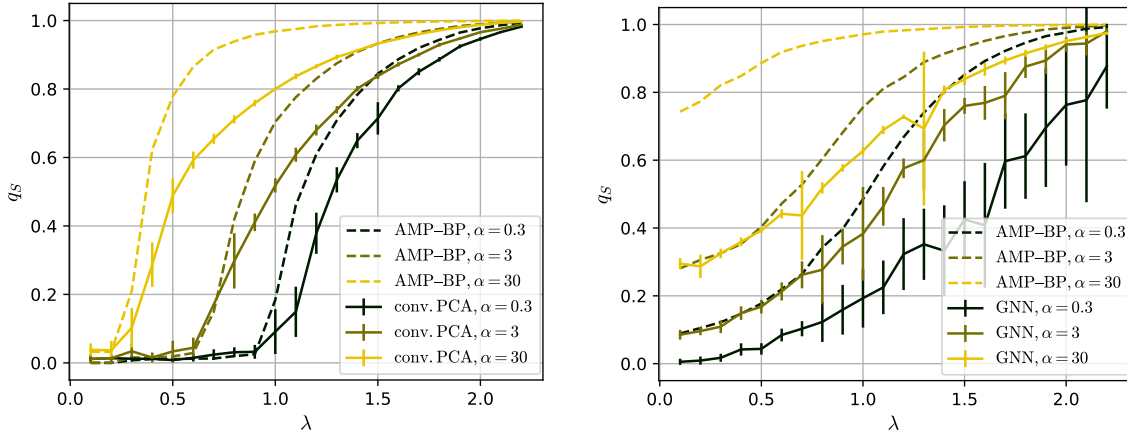 1.0
0.8
0.6
0.4
0.2
0.0
q_S
0.0 0.5 1.0 1.5 2.0
λ
AMP–BP, α = 0.3
AMP–BP, α = 3
AMP–BP, α = 30
conv. PCA, α = 0.3
conv. PCA, α = 3
conv. PCA, α = 30
1.0
0.8
0.6
0.4
0.2
0.0
q_S
0.0 0.5 1.0 1.5 2.0
λ
AMP–BP, α = 0.3
AMP–BP, α = 3
AMP–BP, α = 30
GNN, α = 0.3
GNN, α = 3
GNN, α = 30